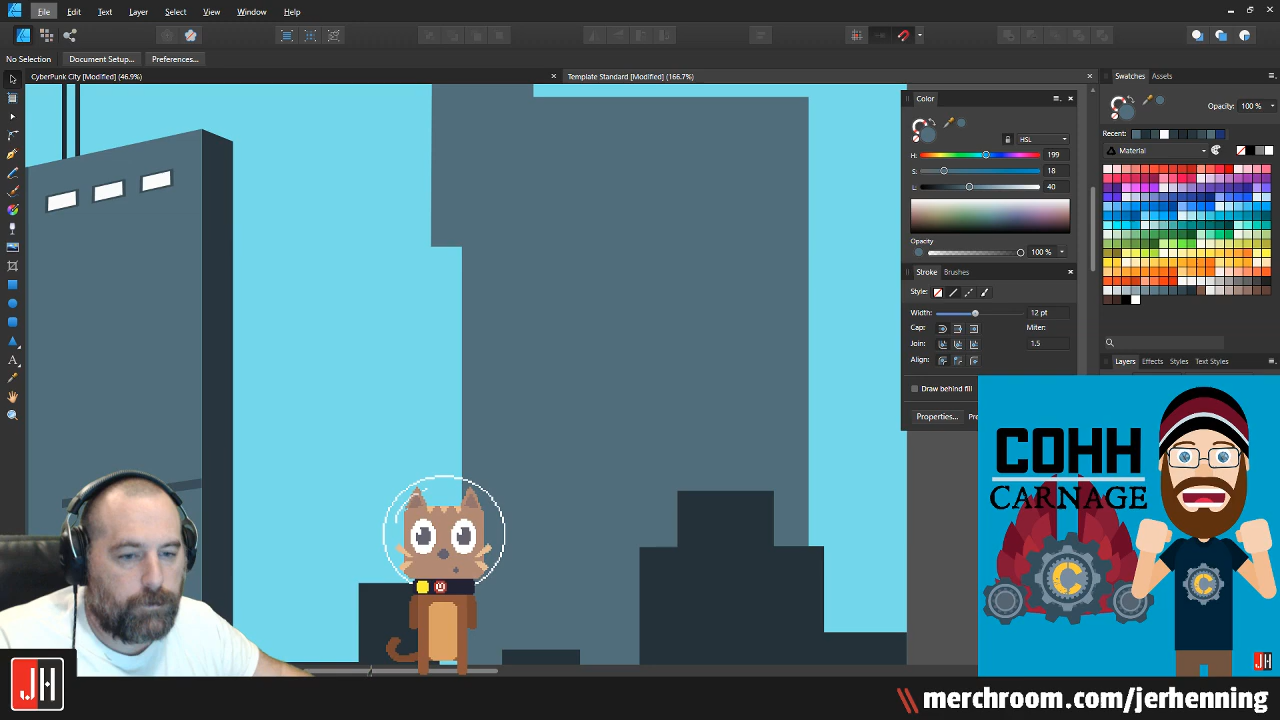 File Edit Text Layer Select View Window Help
No Selection Document Setup... Preferences...
CyberPunk City [Modified] (46.9%) Template Standard [Modified] (166.7%)
Swatches Assets
Opacity: 100 %
Recent:
Material
Color
HSL
H: 199
S: 18
L: 40
Opacity
100 %
Stroke Brushes
Style:
Width: 12 pt
Cap: Miter:
Join: 1.5
Align:
Draw behind fill
Properties...
Layers Effects Styles Text Styles
COHH
CARNAGE
C
C
JH
JH
\\ merchroom.com/jerhenning